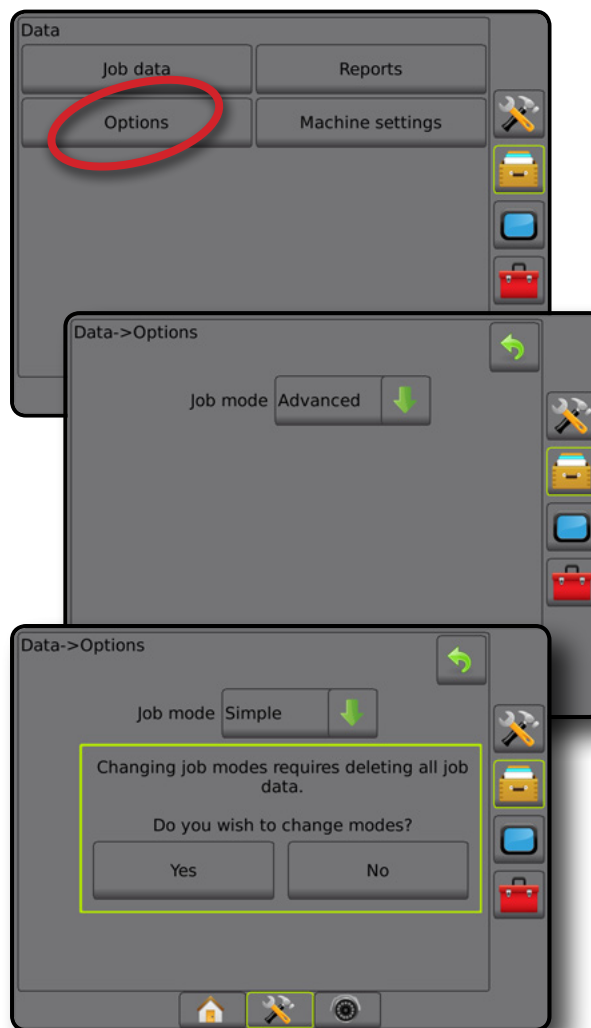 Data
Job data Reports
Options Machine settings
Data->Options
Job mode Advanced
Data->Options
Job mode Simple
Changing job modes requires deleting all job
data.
Do you wish to change modes?
Yes No